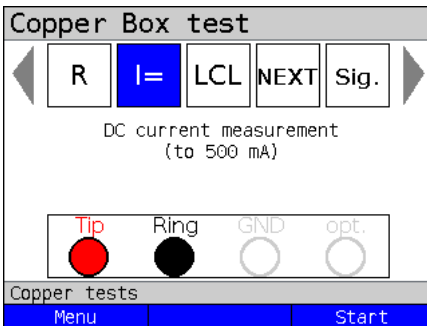 Copper Box test
R I= LCL NEXT Sig.
DC current measurement
(to 500 mA)
Tip Ring GND opt.
Copper tests
Menu Start